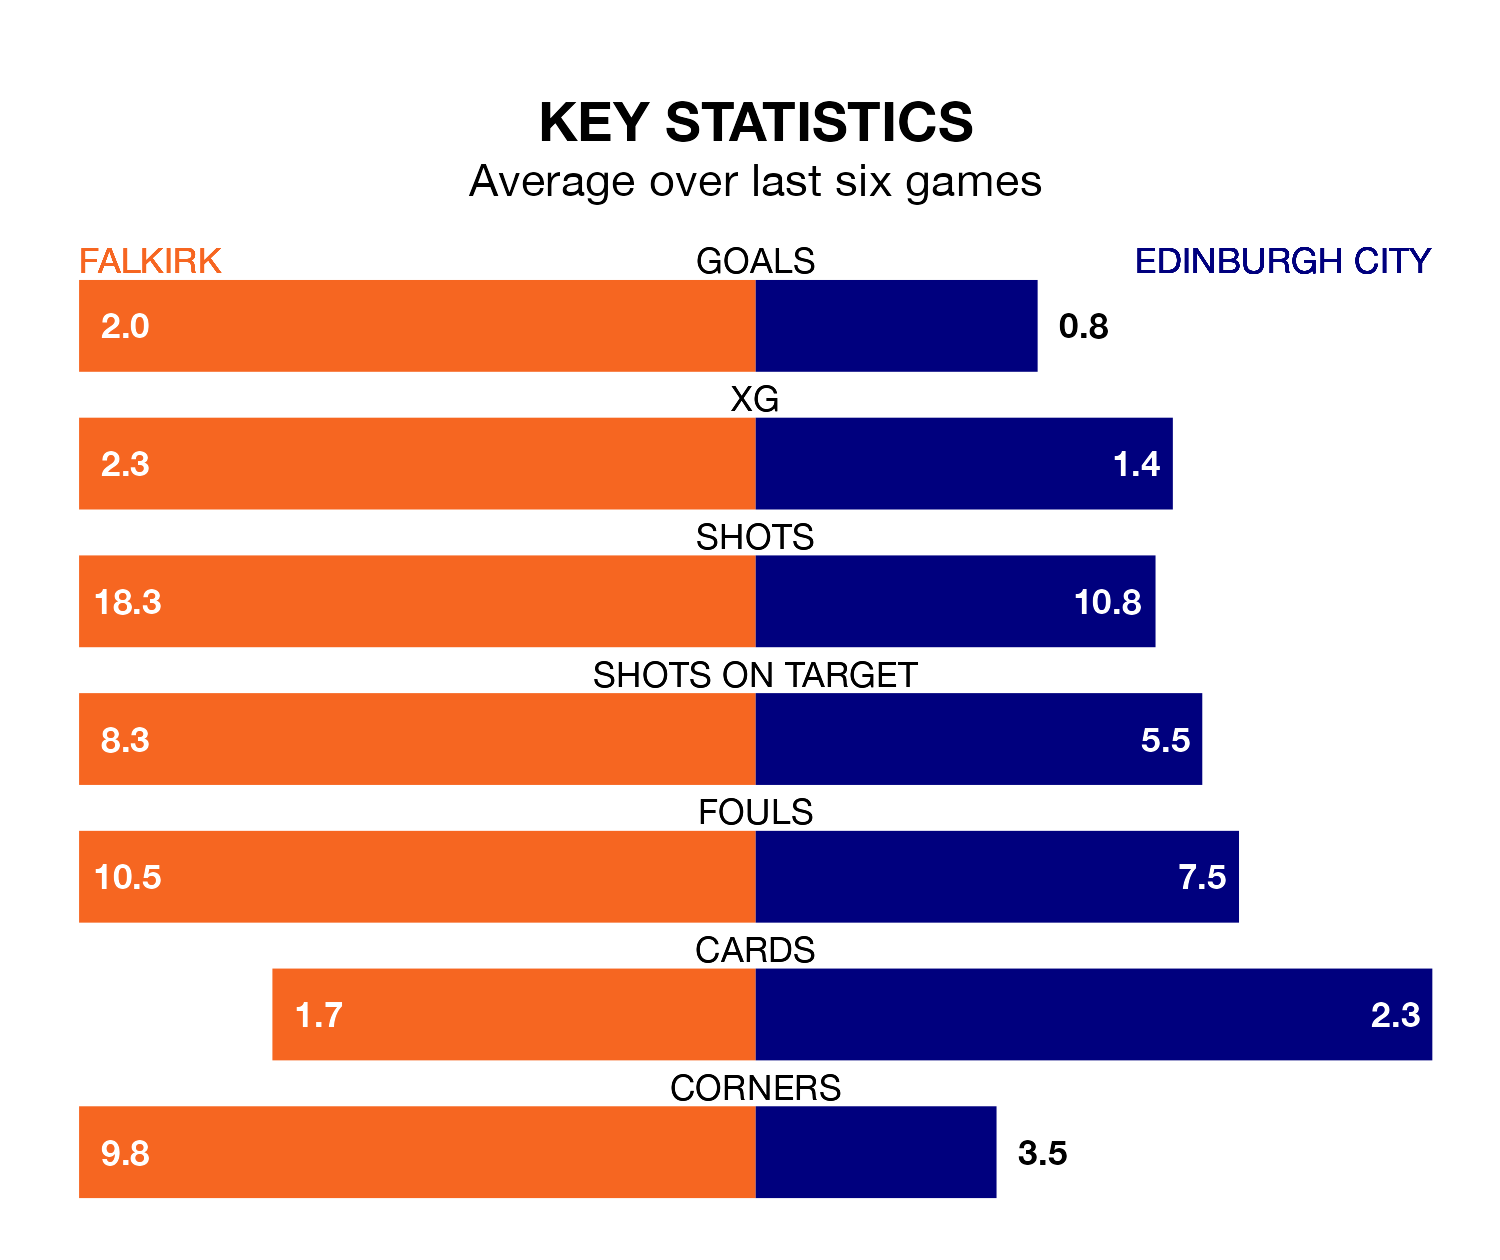 KEY STATISTICS
Average over last six games
FALKIRK GOALS EDINBURGH CITY
2.0 0.8
XG
2.3 1.4
SHOTS
18.3 10.8
SHOTS ON TARGET
8.3 5.5
FOULS
10.5 7.5
CARDS
1.7 2.3
CORNERS
9.8 3.5